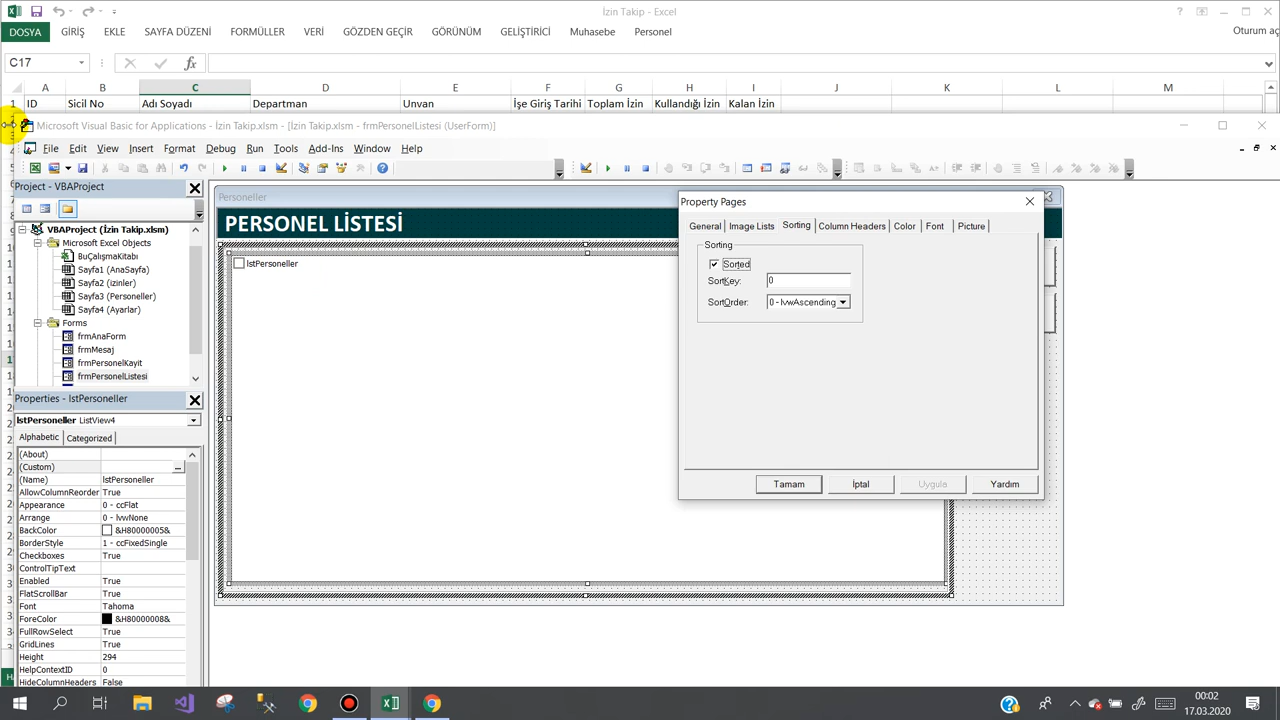 İzin Takip - Excel
DOSYA GİRİŞ EKLE SAYFA DÜZENİ FORMÜLLER VERİ GÖZDEN GEÇİR GÖRÜNÜM GELİŞTİRİCİ Muhasebe Personel Oturum aç
C17
A B C D E F G H I J K L M
1 ID Sicil No Adı Soyadı Departman Unvan İşe Giriş Tarihi Toplam İzin Kullandığı İzin Kalan İzin
Microsoft Visual Basic for Applications - İzin Takip.xlsm - [İzin Takip.xlsm - frmPersonelListesi (UserForm)]
File Edit View Insert Format Debug Run Tools Add-Ins Window Help
Project - VBAProject
VBAProject (İzin Takip.xlsm)
Microsoft Excel Objects
BuÇalışmaKitabı
Sayfa1 (AnaSayfa)
Sayfa2 (izinler)
Sayfa3 (Personeller)
Sayfa4 (Ayarlar)
Forms
frmAnaForm
frmMesaj
frmPersonelKayit
frmPersonelListesi
Properties - lstPersoneller
lstPersoneller ListView4
Alphabetic Categorized
(About)
(Custom) ...
(Name) lstPersoneller
AllowColumnReorder True
Appearance 0 - ccFlat
Arrange 0 - lvwNone
BackColor &H80000005&
BorderStyle 1 - ccFixedSingle
Checkboxes True
ControlTipText
Enabled True
FlatScrollBar True
Font Tahoma
ForeColor &H80000008&
FullRowSelect True
GridLines True
Height 294
HelpContextID 0
HideColumnHeaders False
Personeller
PERSONEL LİSTESİ
lstPersoneller
Property Pages
General Image Lists Sorting Column Headers Color Font Picture
Sorting
Sorted
SortKey: 0
SortOrder: 0 - lvwAscending
Tamam İptal Uygula Yardım
00:02
17.03.2020